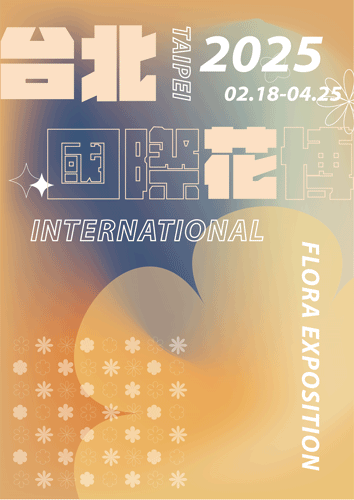 台北
TAIPEI
2025
02.18-04.25
國際花博
INTERNATIONAL
FLORA EXPOSITION